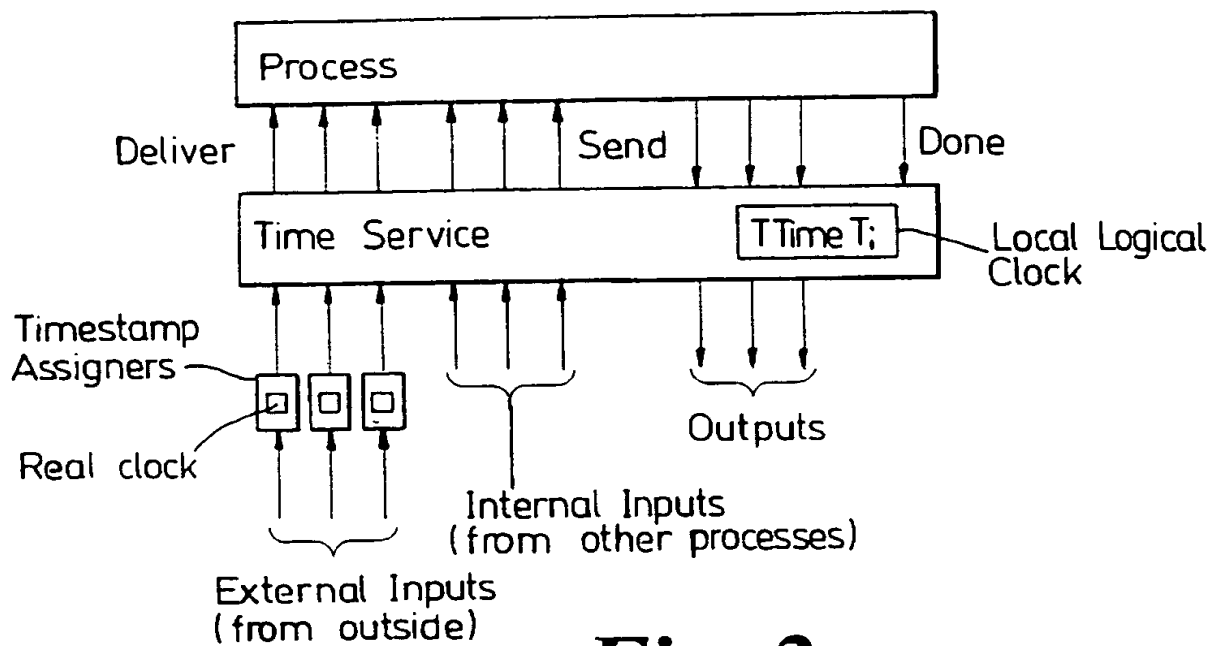 Process
Deliver
Send
Done
Time Service
TTime Ti
Local Logical
Clock
Timestamp
Assigners
Real clock
Outputs
Internal Inputs
(from other processes)
External Inputs
(from outside)